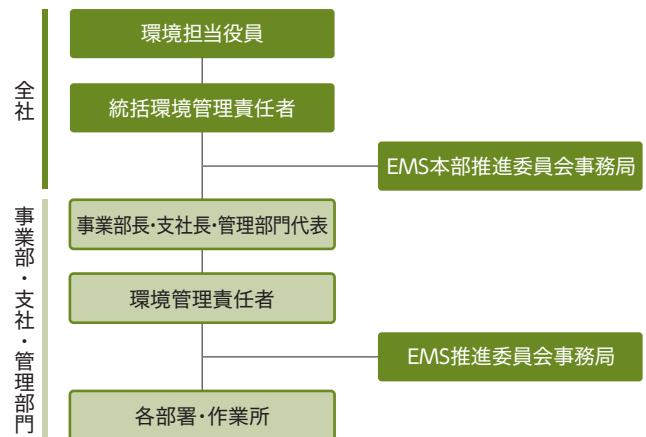 全社
環境担当役員
統括環境管理責任者
EMS本部推進委員会事務局
事業部・支社・管理部門
事業部長・支社長・管理部門代表
環境管理責任者
EMS推進委員会事務局
各部署・作業所